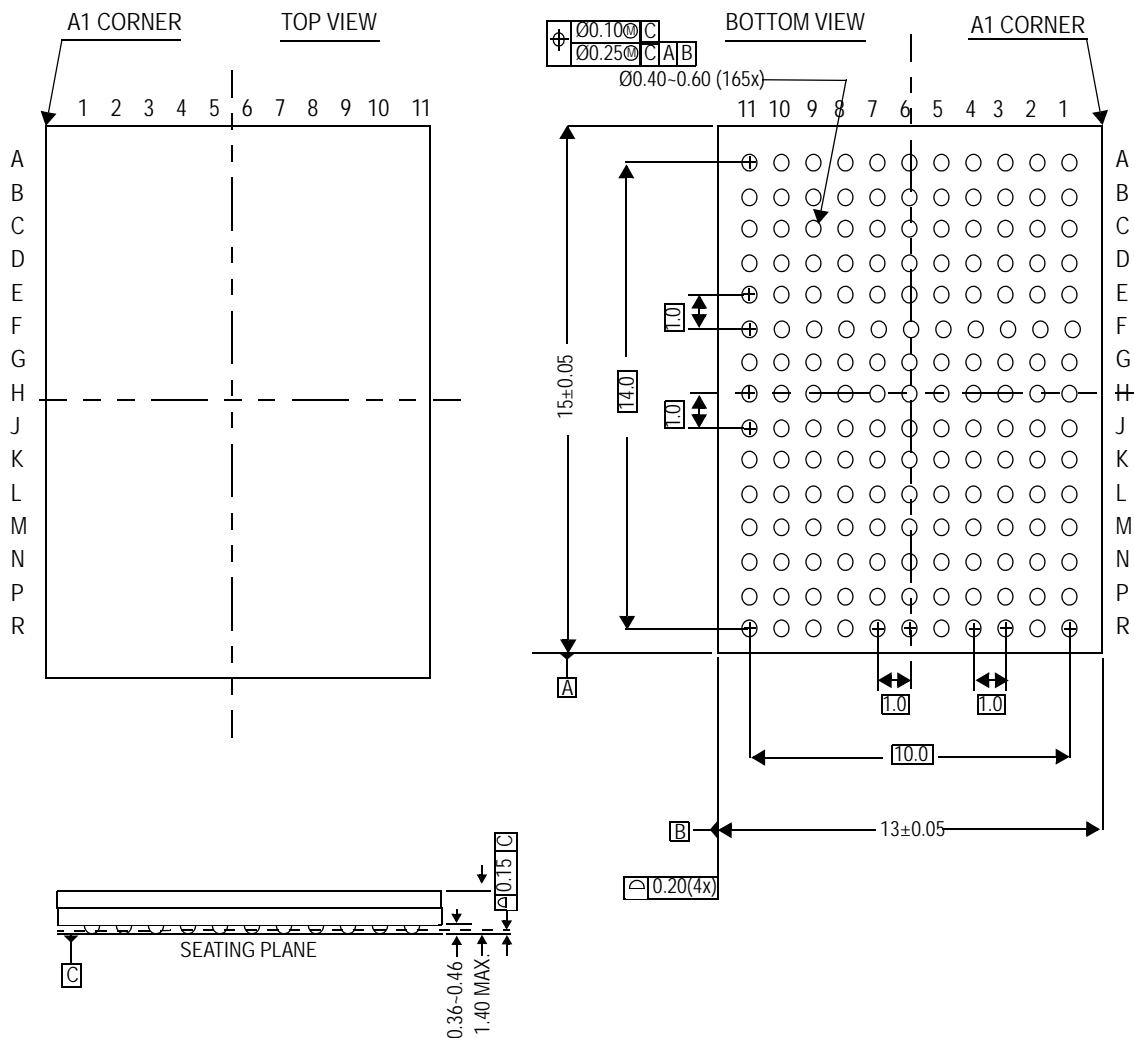 A1 CORNER
TOP VIEW
BOTTOM VIEW
A1 CORNER
Ø0.10Ⓜ C
Ø0.25Ⓜ C A B
Ø0.40~0.60 (165x)
1 2 3 4 5 6 7 8 9 10 11
11 10 9 8 7 6 5 4 3 2 1
A
B
C
D
E
F
G
H
J
K
L
M
N
P
R
A
B
C
D
E
F
G
H
J
K
L
M
N
P
R
1.0
1.0
14.0
15±0.05
A
1.0
1.0
10.0
B
13±0.05
0.20(4x)
0.15 C
SEATING PLANE
C
0.36~0.46
1.40 MAX.